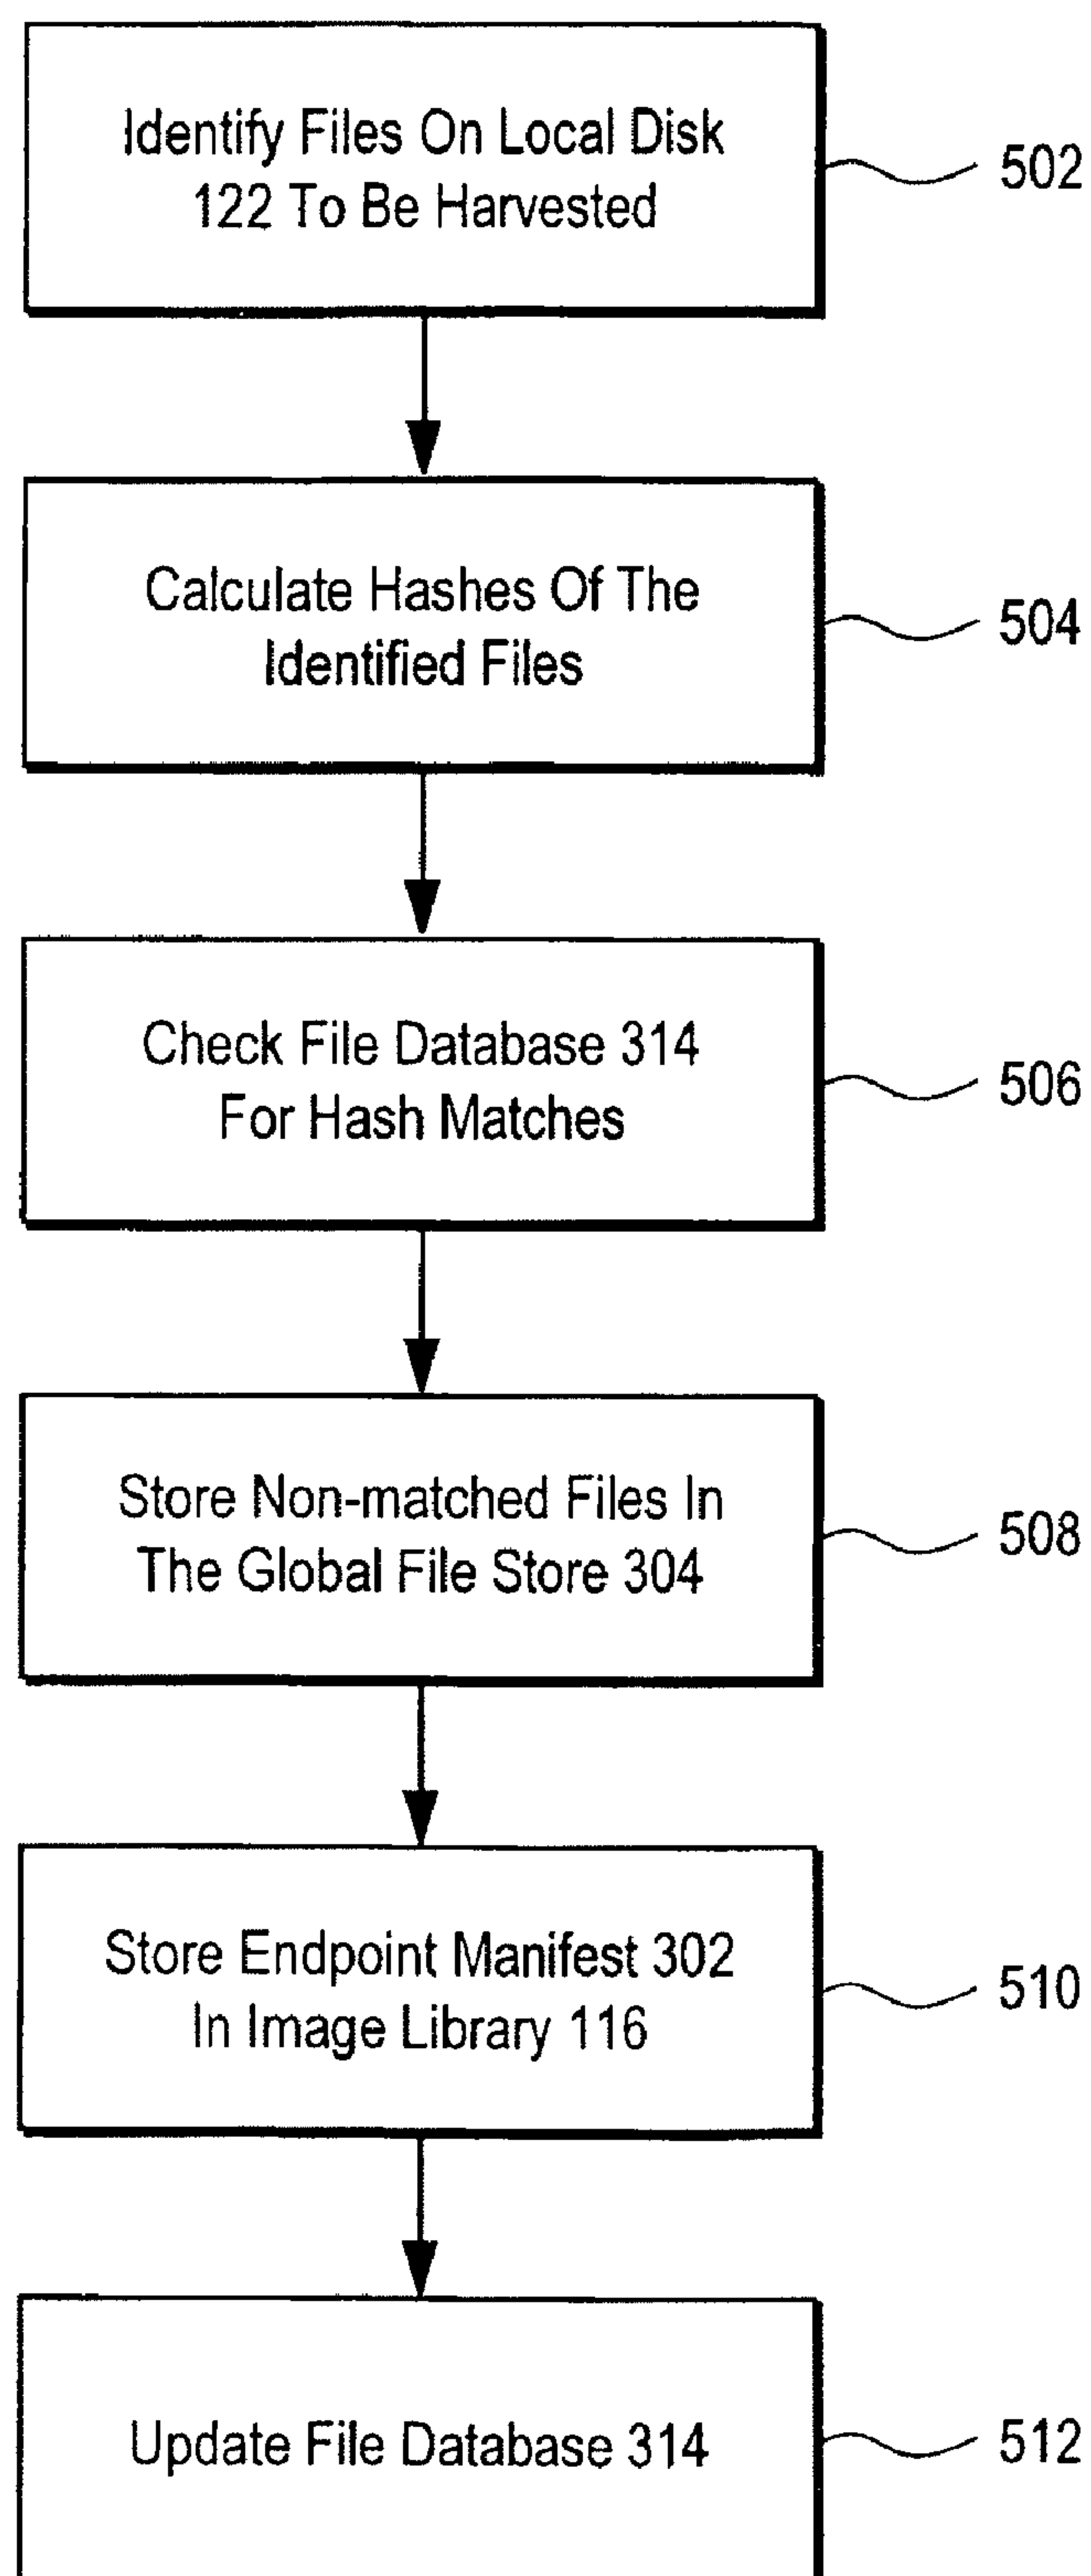 Identify Files On Local Disk
122 To Be Harvested
502
Calculate Hashes Of The
Identified Files
504
Check File Database 314
For Hash Matches
506
Store Non-matched Files In
The Global File Store 304
508
Store Endpoint Manifest 302
In Image Library 116
510
Update File Database 314
512